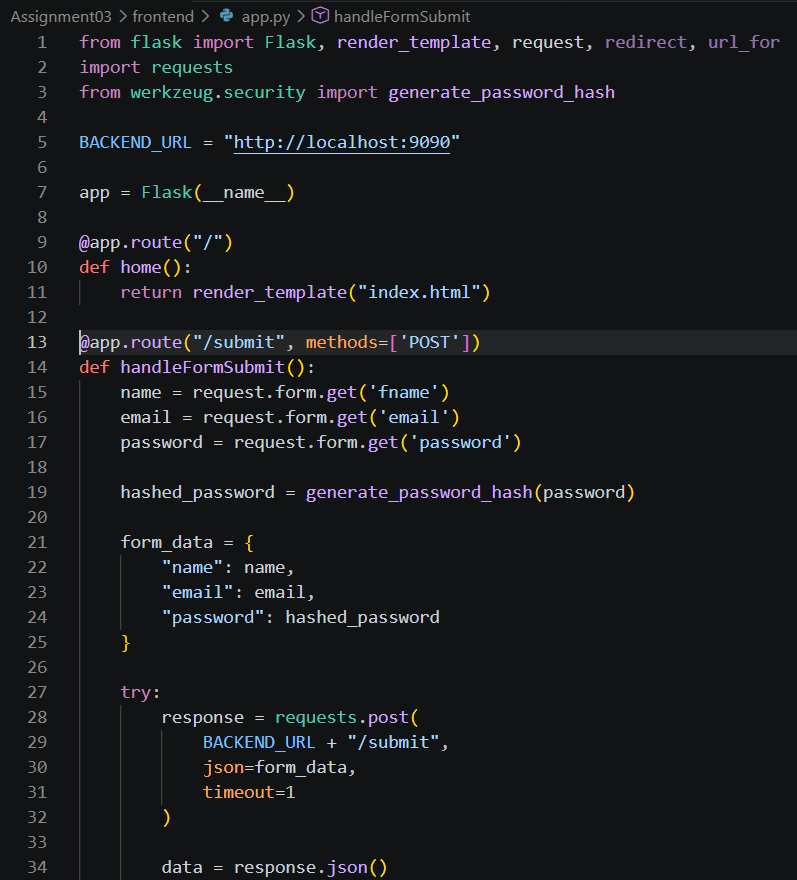 Assignment03 > frontend > app.py > handleFormSubmit
1 from flask import Flask, render_template, request, redirect, url_for
2 import requests
3 from werkzeug.security import generate_password_hash
4
5 BACKEND_URL = "http://localhost:9090"
6
7 app = Flask(__name__)
8
9 @app.route("/")
10 def home():
11     return render_template("index.html")
12
13 @app.route("/submit", methods=['POST'])
14 def handleFormSubmit():
15     name = request.form.get('fname')
16     email = request.form.get('email')
17     password = request.form.get('password')
18
19     hashed_password = generate_password_hash(password)
20
21     form_data = {
22         "name": name,
23         "email": email,
24         "password": hashed_password
25     }
26
27     try:
28         response = requests.post(
29             BACKEND_URL + "/submit",
30             json=form_data,
31             timeout=1
32         )
33
34         data = response.json()